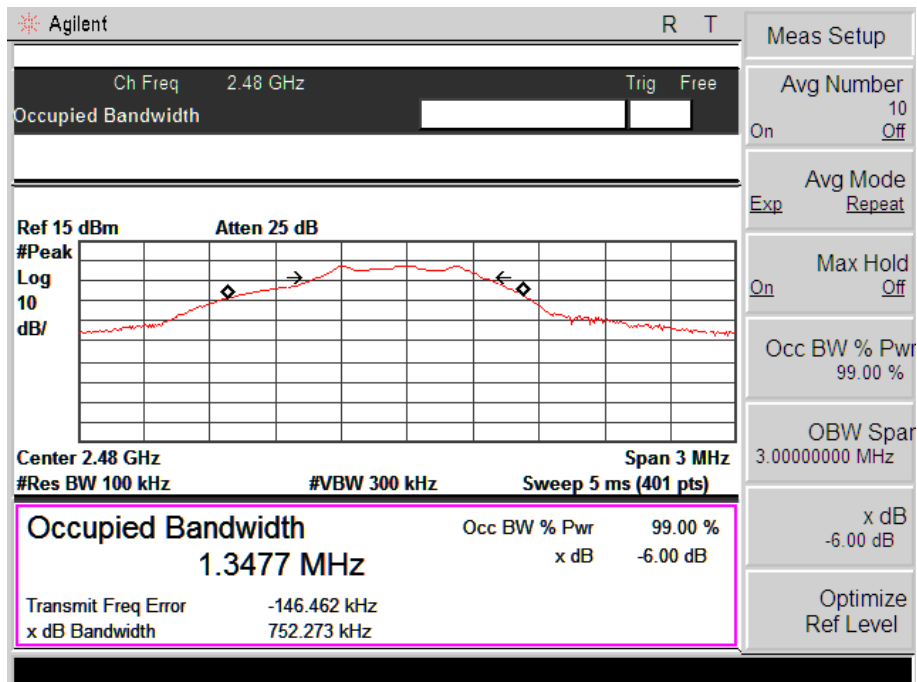 Agilent R T
Ch Freq 2.48 GHz Trig Free
Occupied Bandwidth
Ref 15 dBm Atten 25 dB
#Peak
Log
10
dB/
Center 2.48 GHz Span 3 MHz
#Res BW 100 kHz #VBW 300 kHz Sweep 5 ms (401 pts)
Occupied Bandwidth Occ BW % Pwr 99.00 %
1.3477 MHz x dB -6.00 dB
Transmit Freq Error -146.462 kHz
x dB Bandwidth 752.273 kHz
Meas Setup
Avg Number
10
On Off
Avg Mode
Exp Repeat
Max Hold
On Off
Occ BW % Pwr
99.00 %
OBW Span
3.00000000 MHz
x dB
-6.00 dB
Optimize
Ref Level